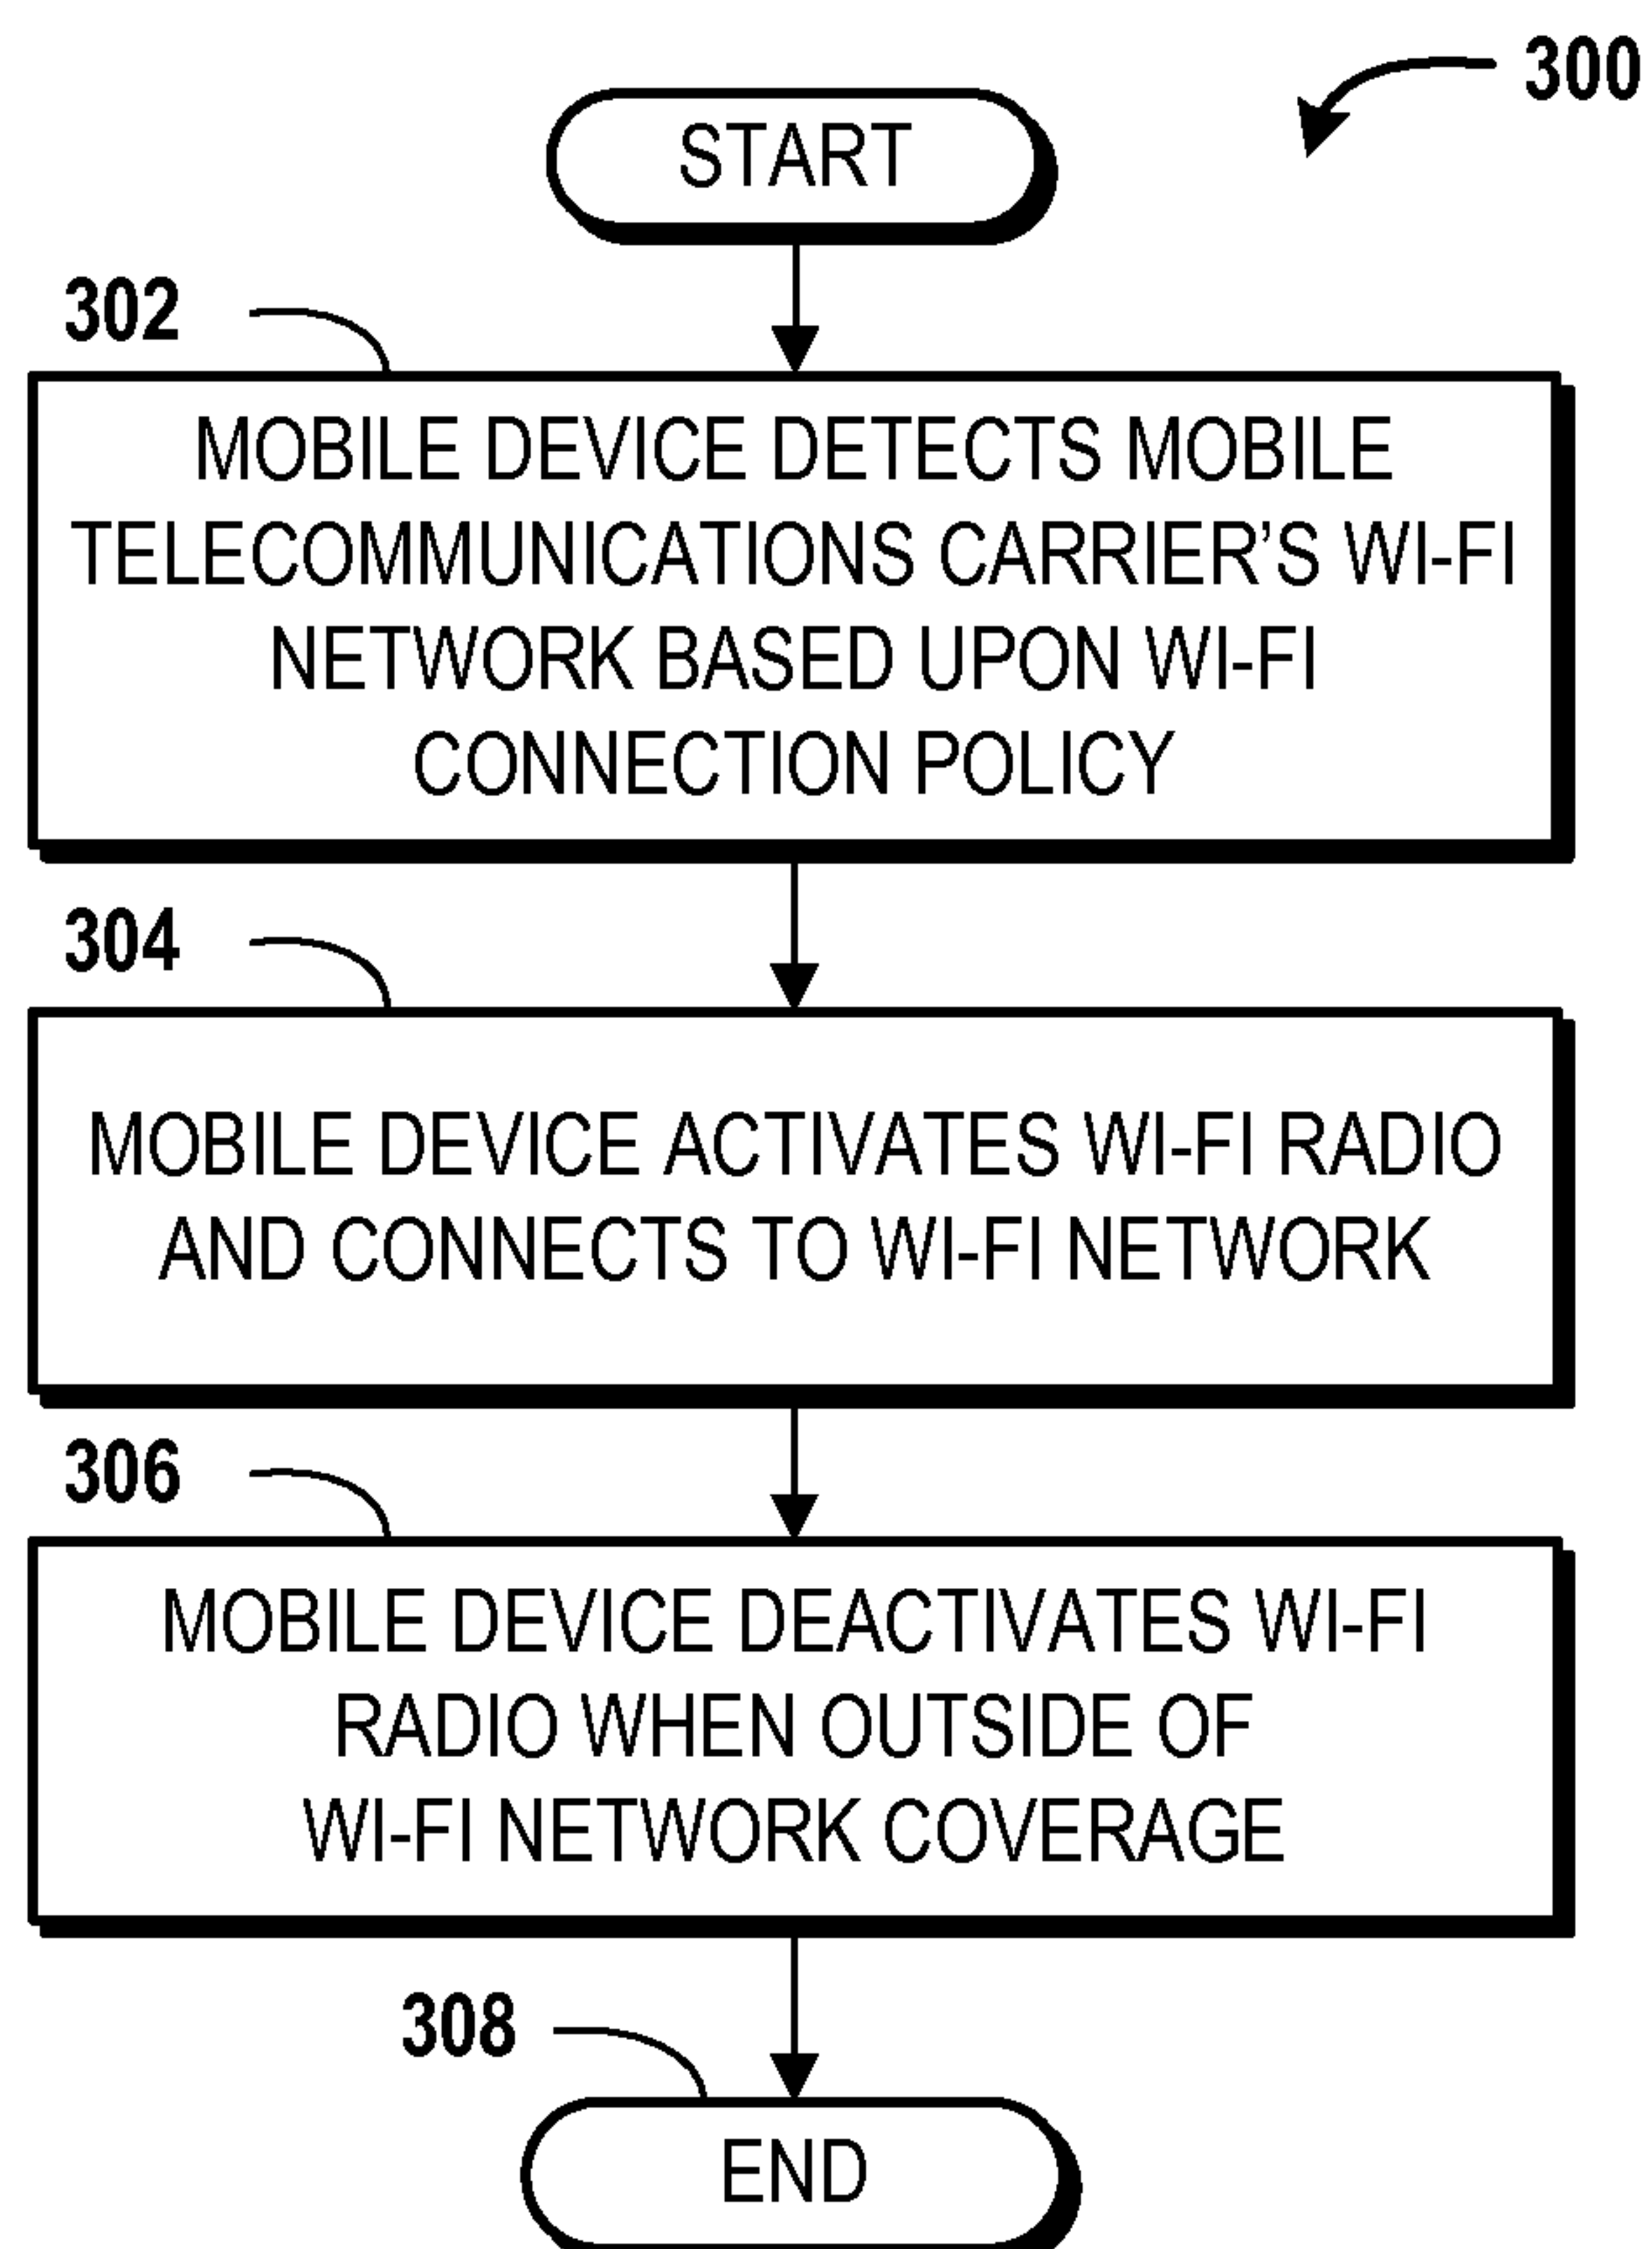 300
START
302
MOBILE DEVICE DETECTS MOBILE
TELECOMMUNICATIONS CARRIER'S WI-FI
NETWORK BASED UPON WI-FI
CONNECTION POLICY
304
MOBILE DEVICE ACTIVATES WI-FI RADIO
AND CONNECTS TO WI-FI NETWORK
306
MOBILE DEVICE DEACTIVATES WI-FI
RADIO WHEN OUTSIDE OF
WI-FI NETWORK COVERAGE
308
END